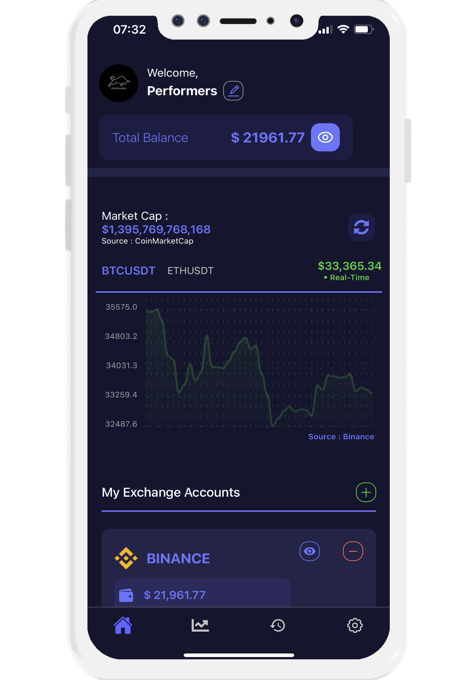 07:32
Welcome,
Performers
Total Balance $ 21961.77
Market Cap :
$1,395,769,768,168
Source : CoinMarketCap
BTCUSDT ETHUSDT $33,365.34
• Real-Time
35575.0
34803.2
34031.3
33259.4
32487.6
Source : Binance
My Exchange Accounts
BINANCE
$ 21,961.77